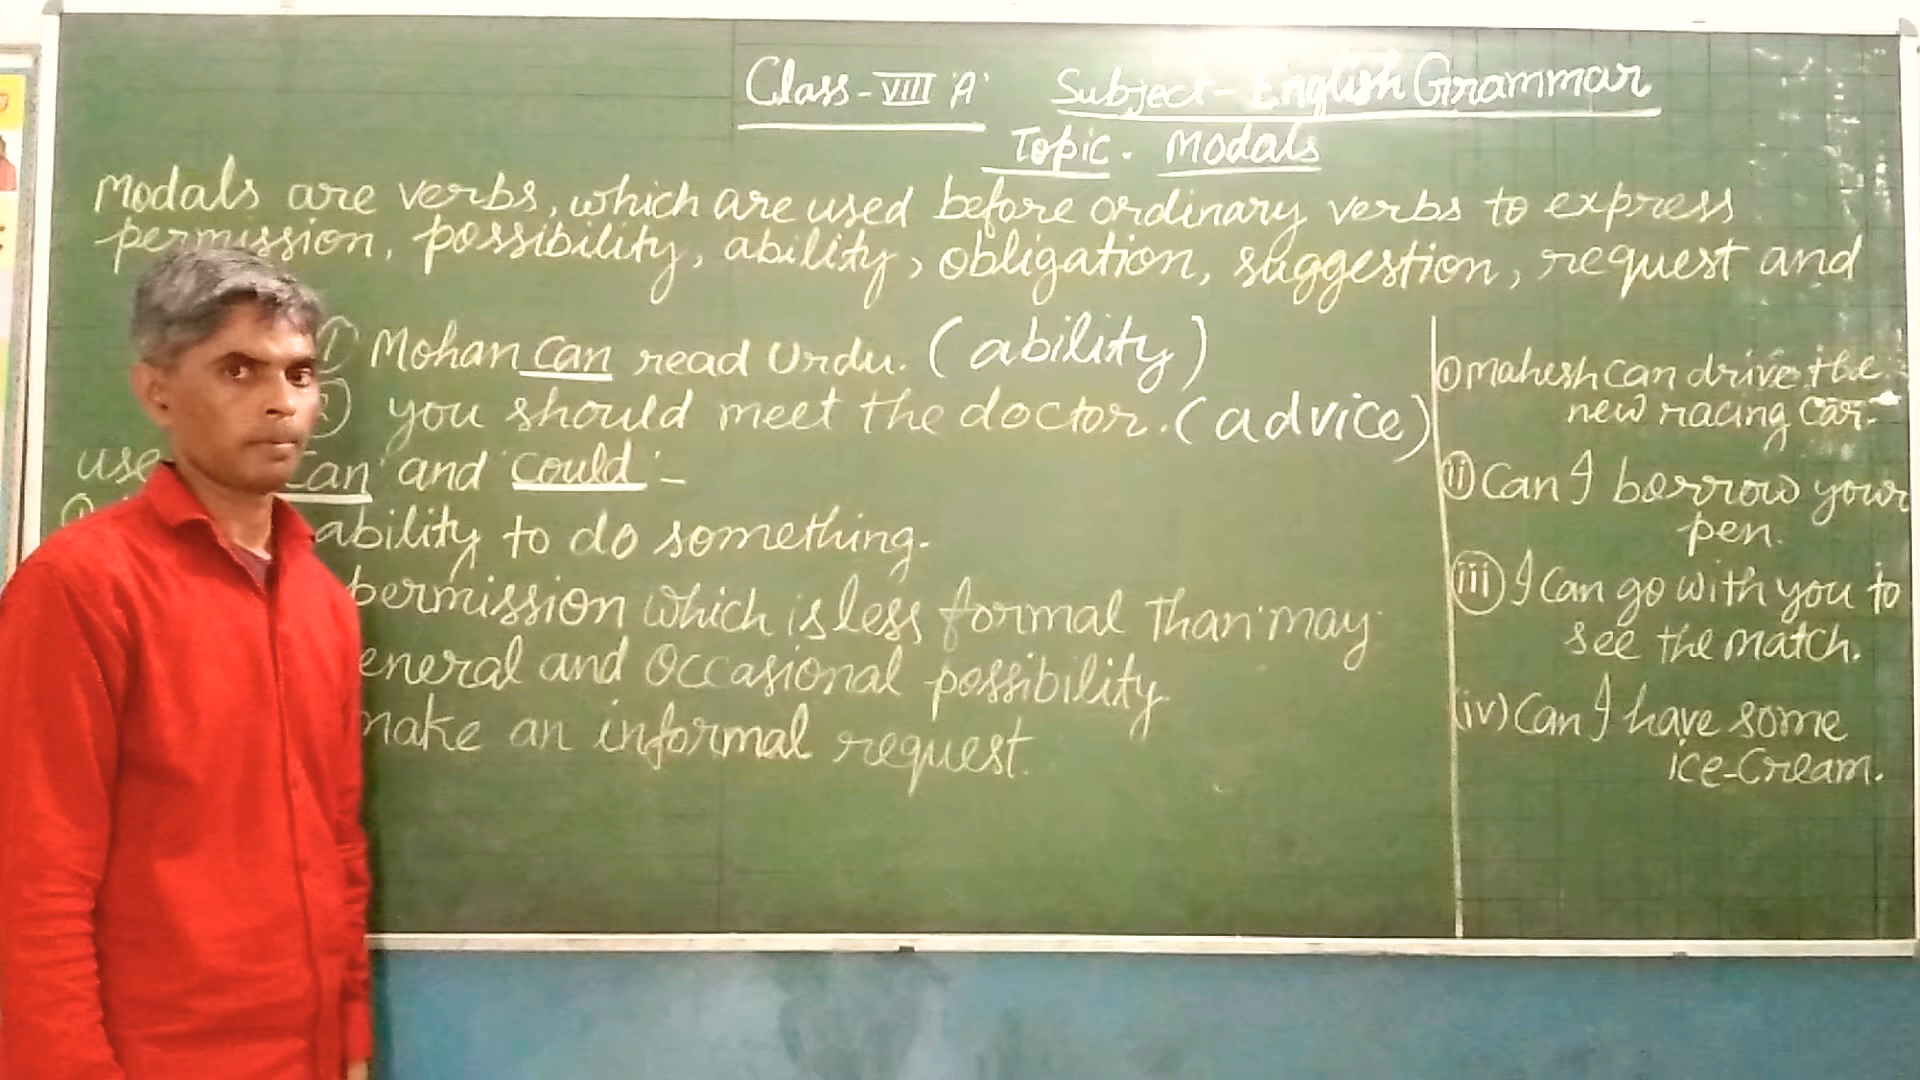 Class-VIII 'A' Subject-English Grammar
Topic. Modals
Modals are verbs, which are used before ordinary verbs to express
permission, possibility, ability, obligation, suggestion, request and
① Mohan can read Urdu. (ability)
② you should meet the doctor. (advice)
use 'can' and 'could' :-
ability to do something.
permission which is less formal than 'may'
eneral and occasional possibility
make an informal request.
① Mahesh can drive the
new racing car.
ⅱ Can I borrow your
pen.
ⅲ I can go with you to
see the match.
(iv) Can I have some
ice-cream.